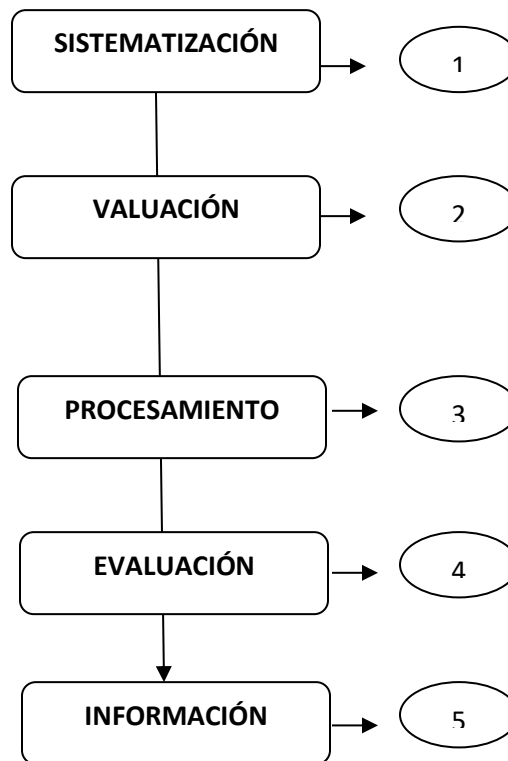 SISTEMATIZACIÓN 1
VALUACIÓN 2
PROCESAMIENTO 3
EVALUACIÓN 4
INFORMACIÓN 5